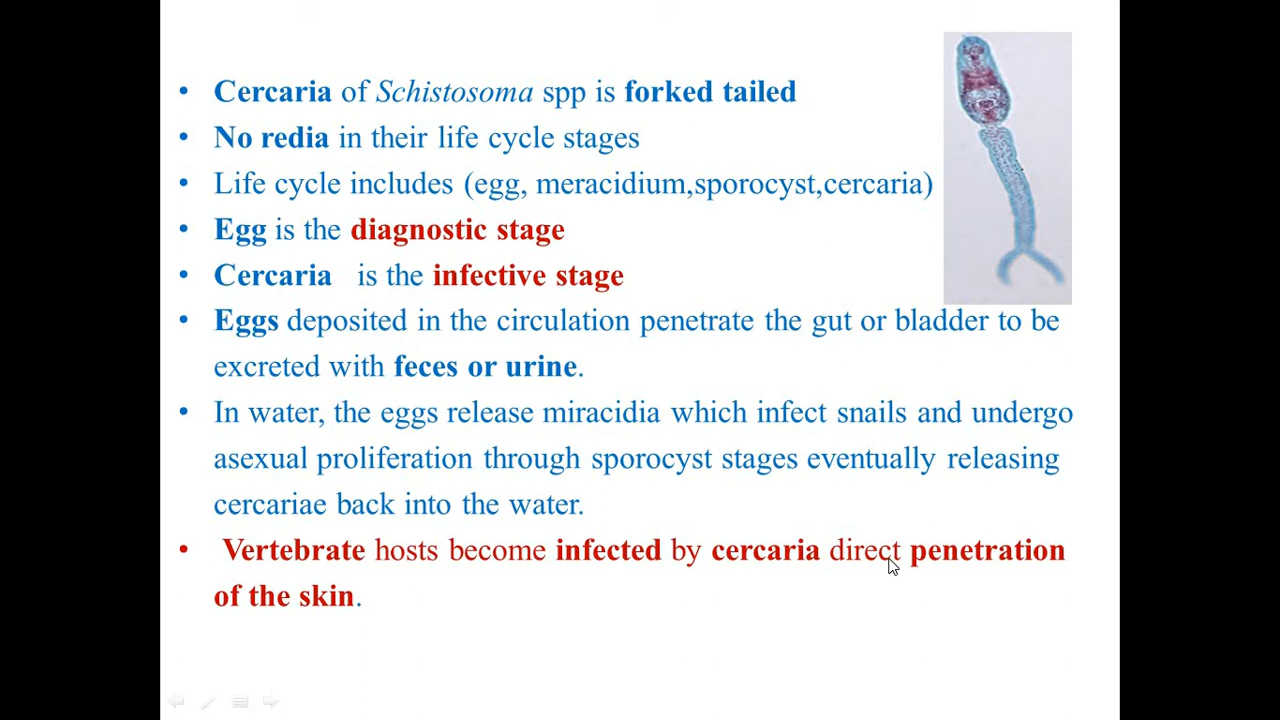 • Cercaria of Schistosoma spp is forked tailed
• No redia in their life cycle stages
• Life cycle includes (egg, meracidium,sporocyst,cercaria)
• Egg is the diagnostic stage
• Cercaria is the infective stage
• Eggs deposited in the circulation penetrate the gut or bladder to be
excreted with feces or urine.
• In water, the eggs release miracidia which infect snails and undergo
asexual proliferation through sporocyst stages eventually releasing
cercariae back into the water.
• Vertebrate hosts become infected by cercaria direct penetration
of the skin.